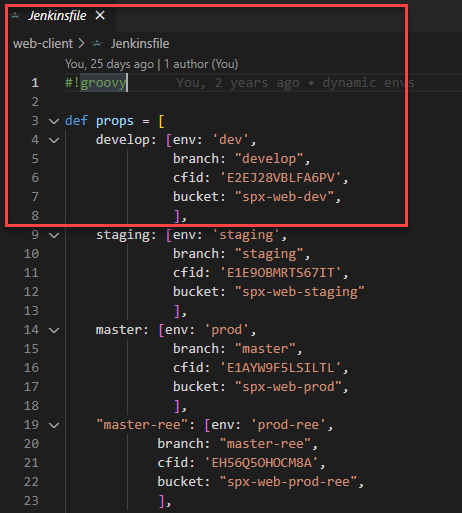 Jenkinsfile
web-client > Jenkinsfile
You, 25 days ago | 1 author (You)
1 #!groovy You, 2 years ago • dynamic envs
2
3 def props = [
4 develop: [env: 'dev',
5 branch: "develop",
6 cfid: 'E2EJ28VBLFA6PV',
7 bucket: "spx-web-dev",
8 ],
9 staging: [env: 'staging',
10 branch: "staging",
11 cfid: 'E1E9OBMRTS67IT',
12 bucket: "spx-web-staging"
13 ],
14 master: [env: 'prod',
15 branch: "master",
16 cfid: 'E1AYW9F5LSILTL',
17 bucket: "spx-web-prod",
18 ],
19 "master-ree": [env: 'prod-ree',
20 branch: "master-ree",
21 cfid: 'EH56Q5OHOCM8A',
22 bucket: "spx-web-prod-ree",
23 ],